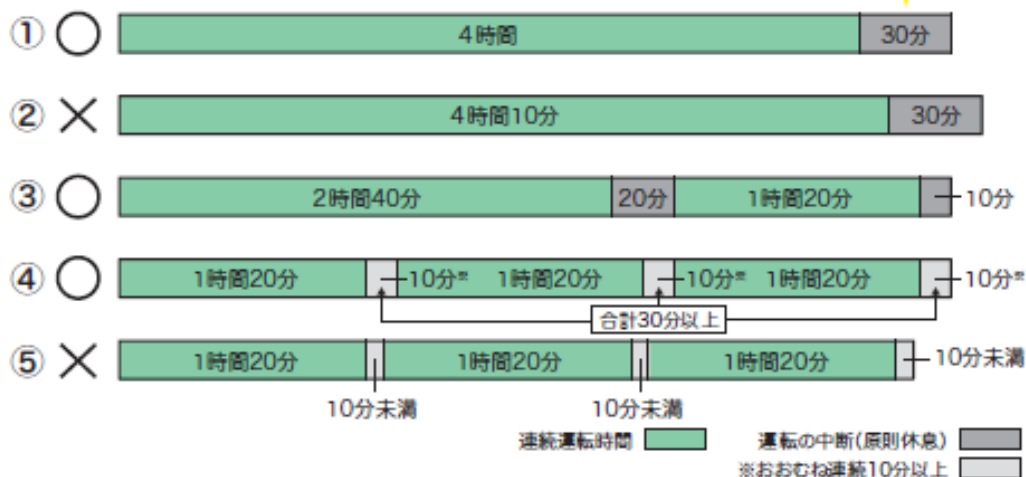 ① ○ 4時間 30分
② × 4時間10分 30分
③ ○ 2時間40分 20分 1時間20分 10分
④ ○ 1時間20分 10分※ 1時間20分 10分※ 1時間20分 10分※
合計30分以上
⑤ × 1時間20分 1時間20分 1時間20分 10分未満
10分未満 10分未満
連続運転時間 運転の中断(原則休息)
※おおむね連続10分以上